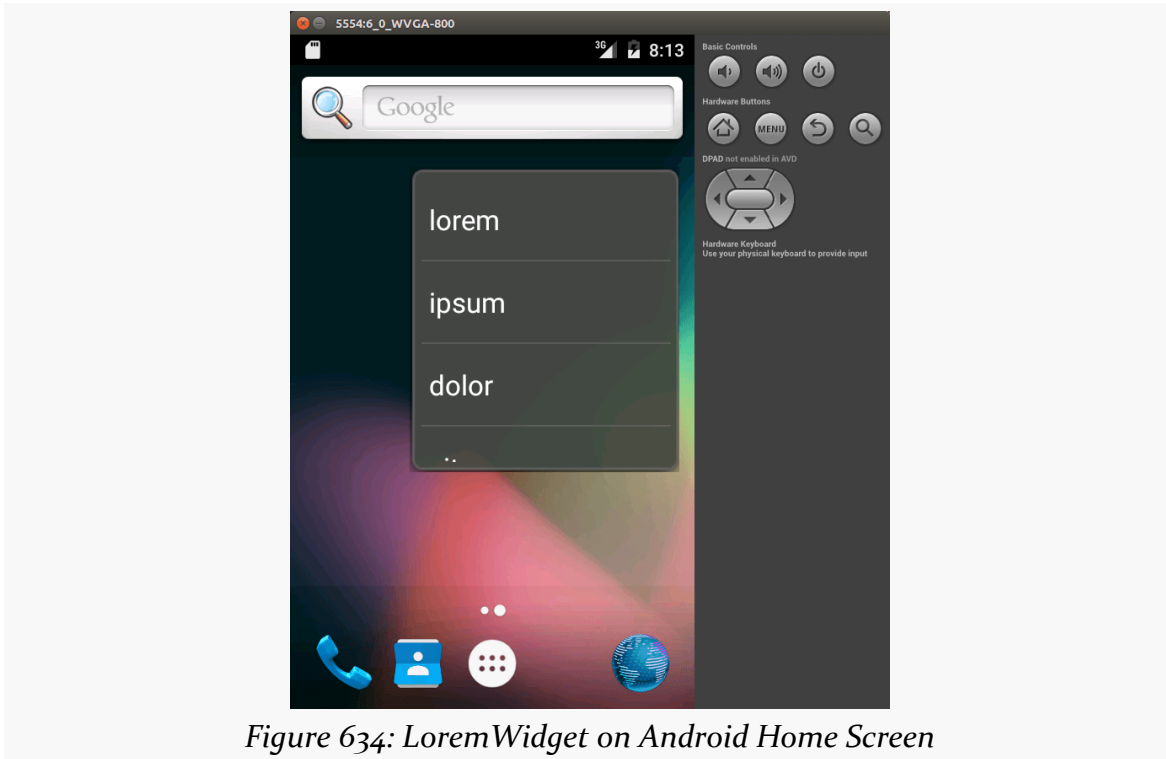 5554:6_0_WVGA-800
3G 8:13
Google
lorem
ipsum
dolor
Basic Controls
Hardware Buttons
MENU
DPAD not enabled in AVD
Hardware Keyboard
Use your physical keyboard to provide input
Figure 634: LoremWidget on Android Home Screen